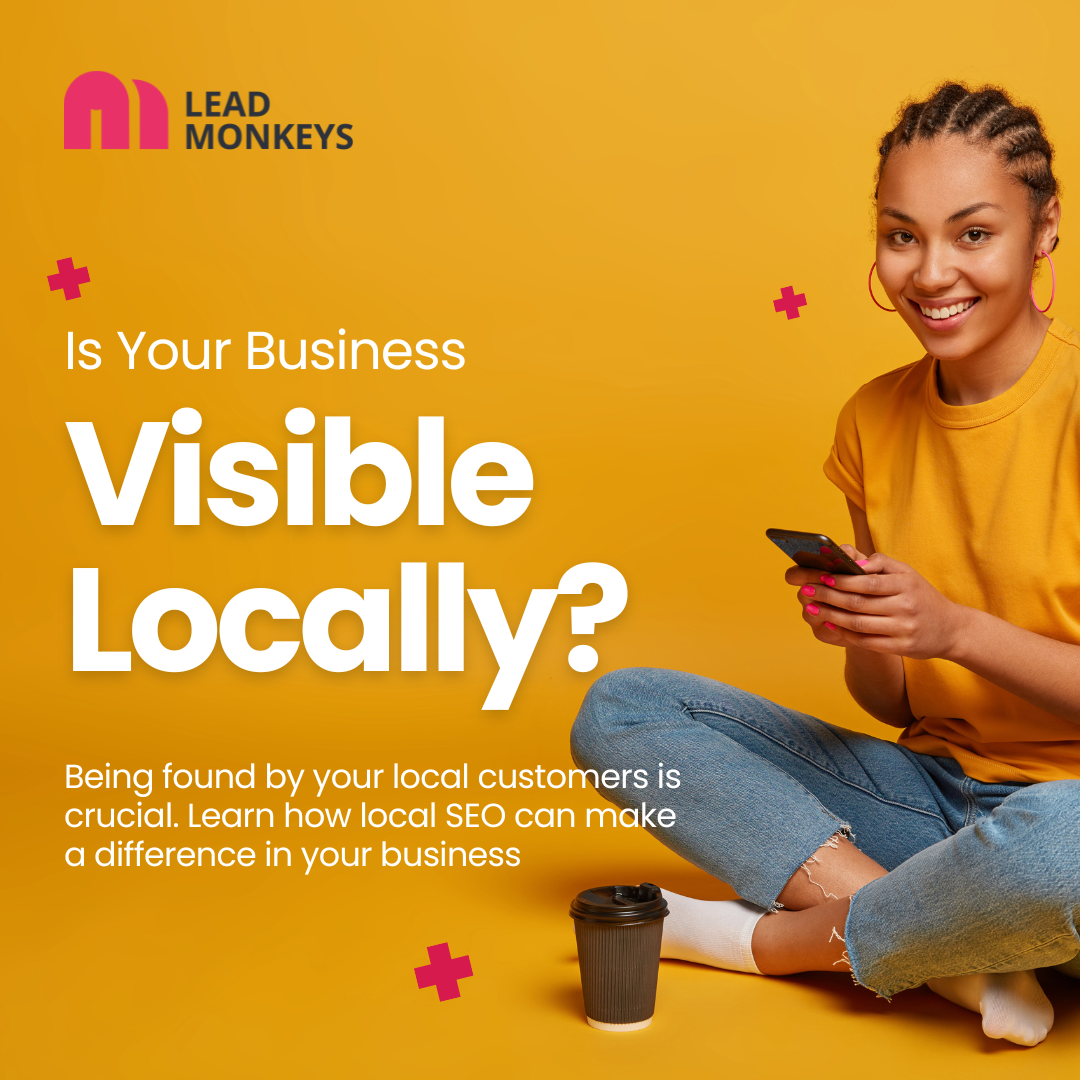 LEAD
MONKEYS
Is Your Business
Visible
Locally?
Being found by your local customers is
crucial. Learn how local SEO can make
a difference in your business